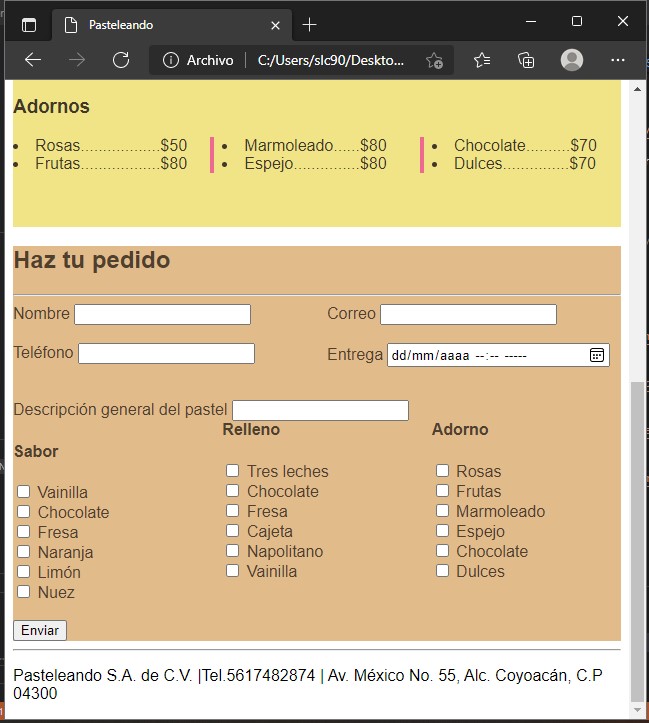 Pasteleando
Archivo
C:/Users/slc90/Deskto...
Adornos
Rosas..................$50
Frutas..................$80
Marmoleado......$80
Espejo...............$80
Chocolate.........$70
Dulces...............$70
Haz tu pedido
Nombre
Correo
Teléfono
Entrega dd/mm/aaaa --:-- -----
Descripción general del pastel
Sabor
Vainilla
Chocolate
Fresa
Naranja
Limón
Nuez
Relleno
Tres leches
Chocolate
Fresa
Cajeta
Napolitano
Vainilla
Adorno
Rosas
Frutas
Marmoleado
Espejo
Chocolate
Dulces
Enviar
Pasteleando S.A. de C.V. |Tel.5617482874 | Av. México No. 55, Alc. Coyoacán, C.P
04300